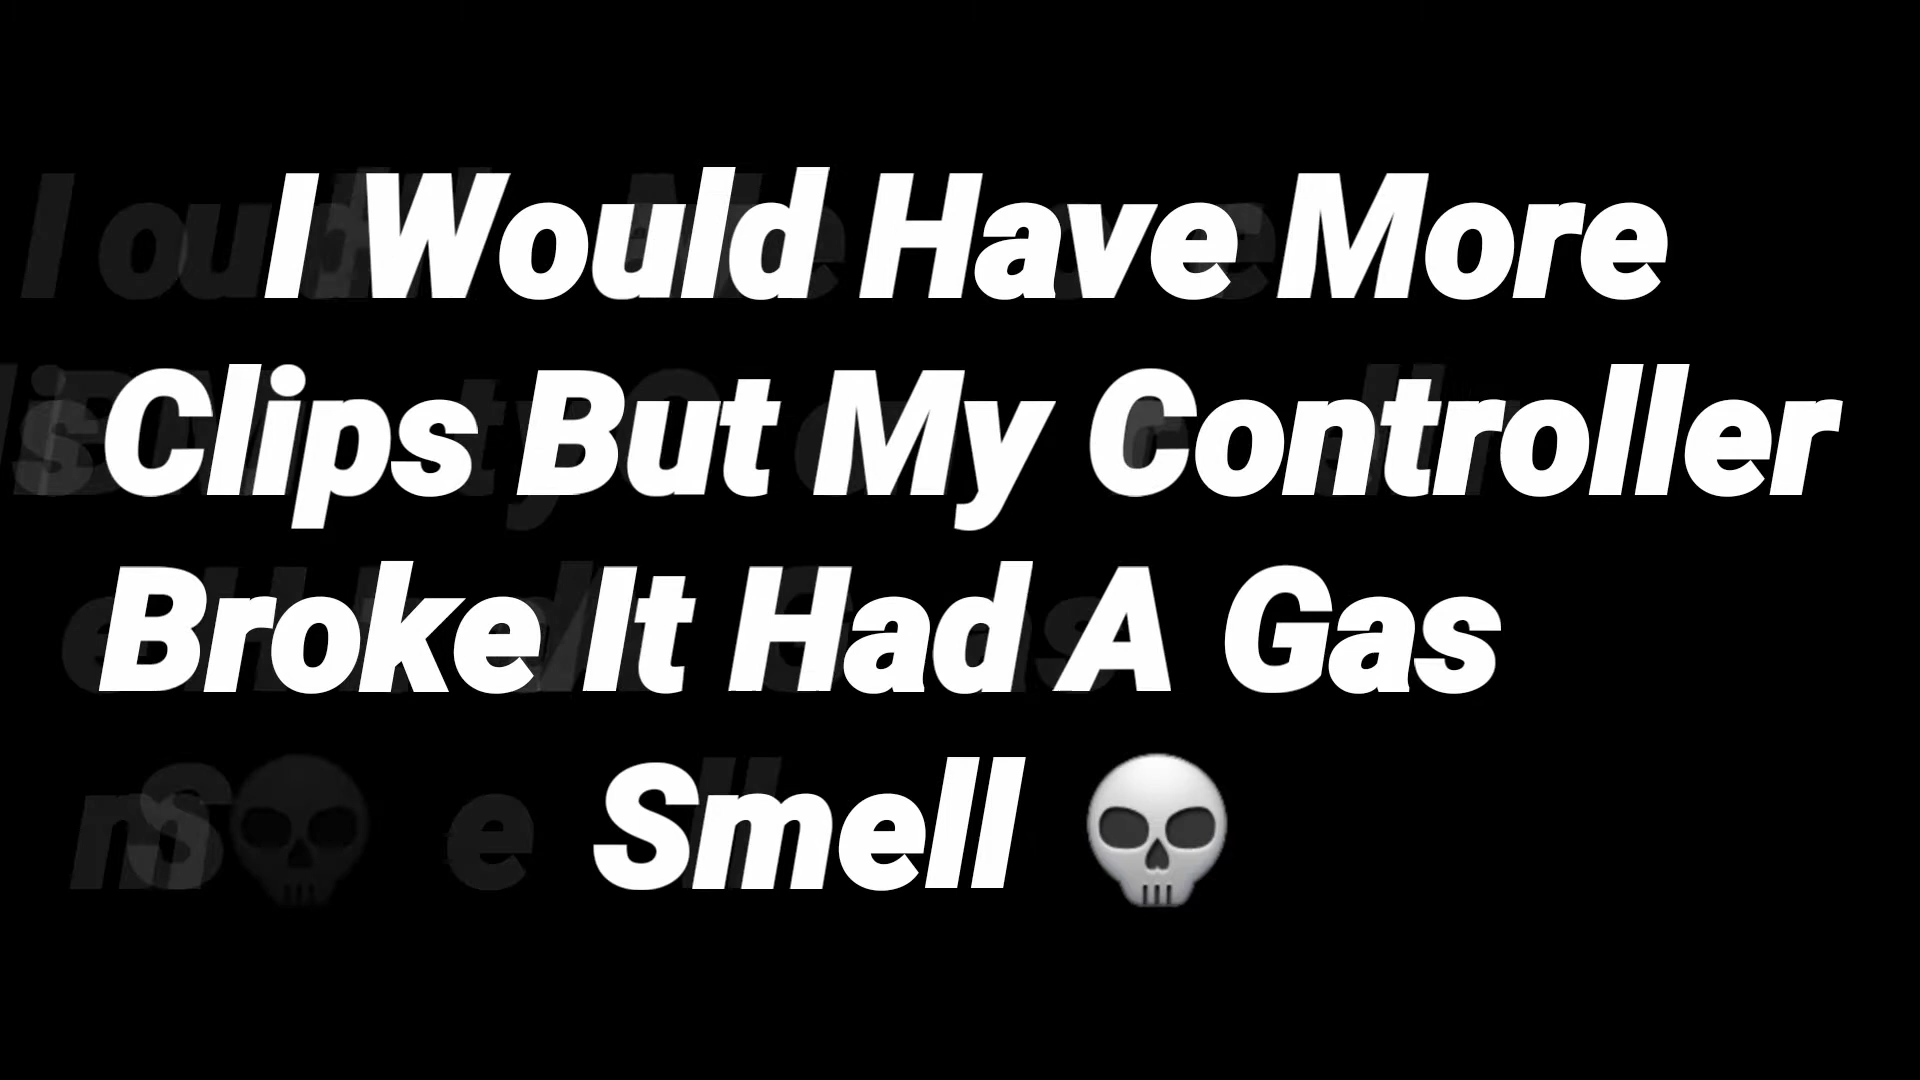 I Would Have More
Clips But My Controller
Broke It Had A Gas
Smell 💀